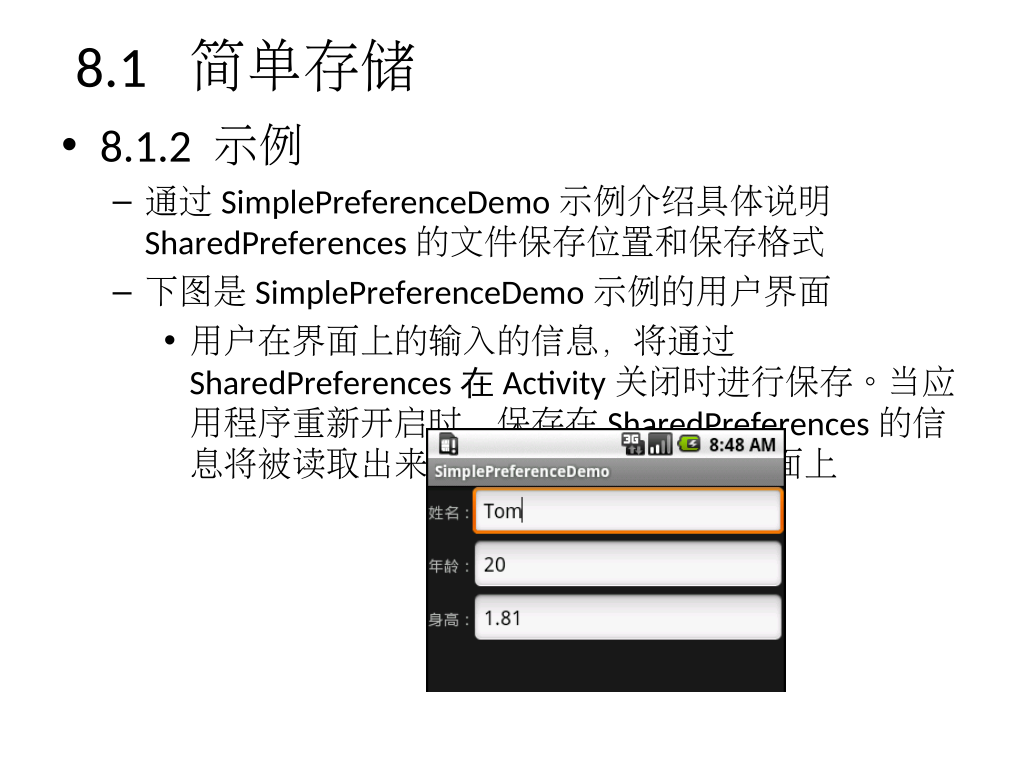 8.1 简单存储
• 8.1.2 示例
– 通过 SimplePreferenceDemo 示例介绍具体说明
SharedPreferences 的文件保存位置和保存格式
– 下图是 SimplePreferenceDemo 示例的用户界面
• 用户在界面上的输入的信息，将通过
SharedPreferences 在 Activity 关闭时进行保存。当应
用程序重新开启时，保存在 SharedPreferences 的信
息将被读取出来 面上
3G 8:48 AM
SimplePreferenceDemo
姓名： Tom
年龄： 20
身高： 1.81